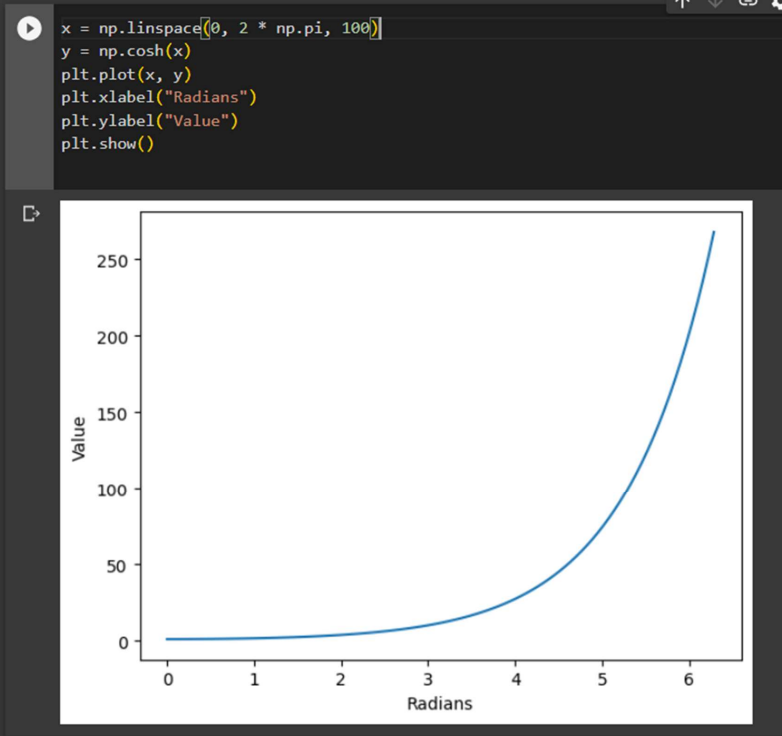 x = np.linspace(0, 2 * np.pi, 100)
y = np.cosh(x)
plt.plot(x, y)
plt.xlabel("Radians")
plt.ylabel("Value")
plt.show()
250
200
150
100
50
0
Value
0 1 2 3 4 5 6
Radians